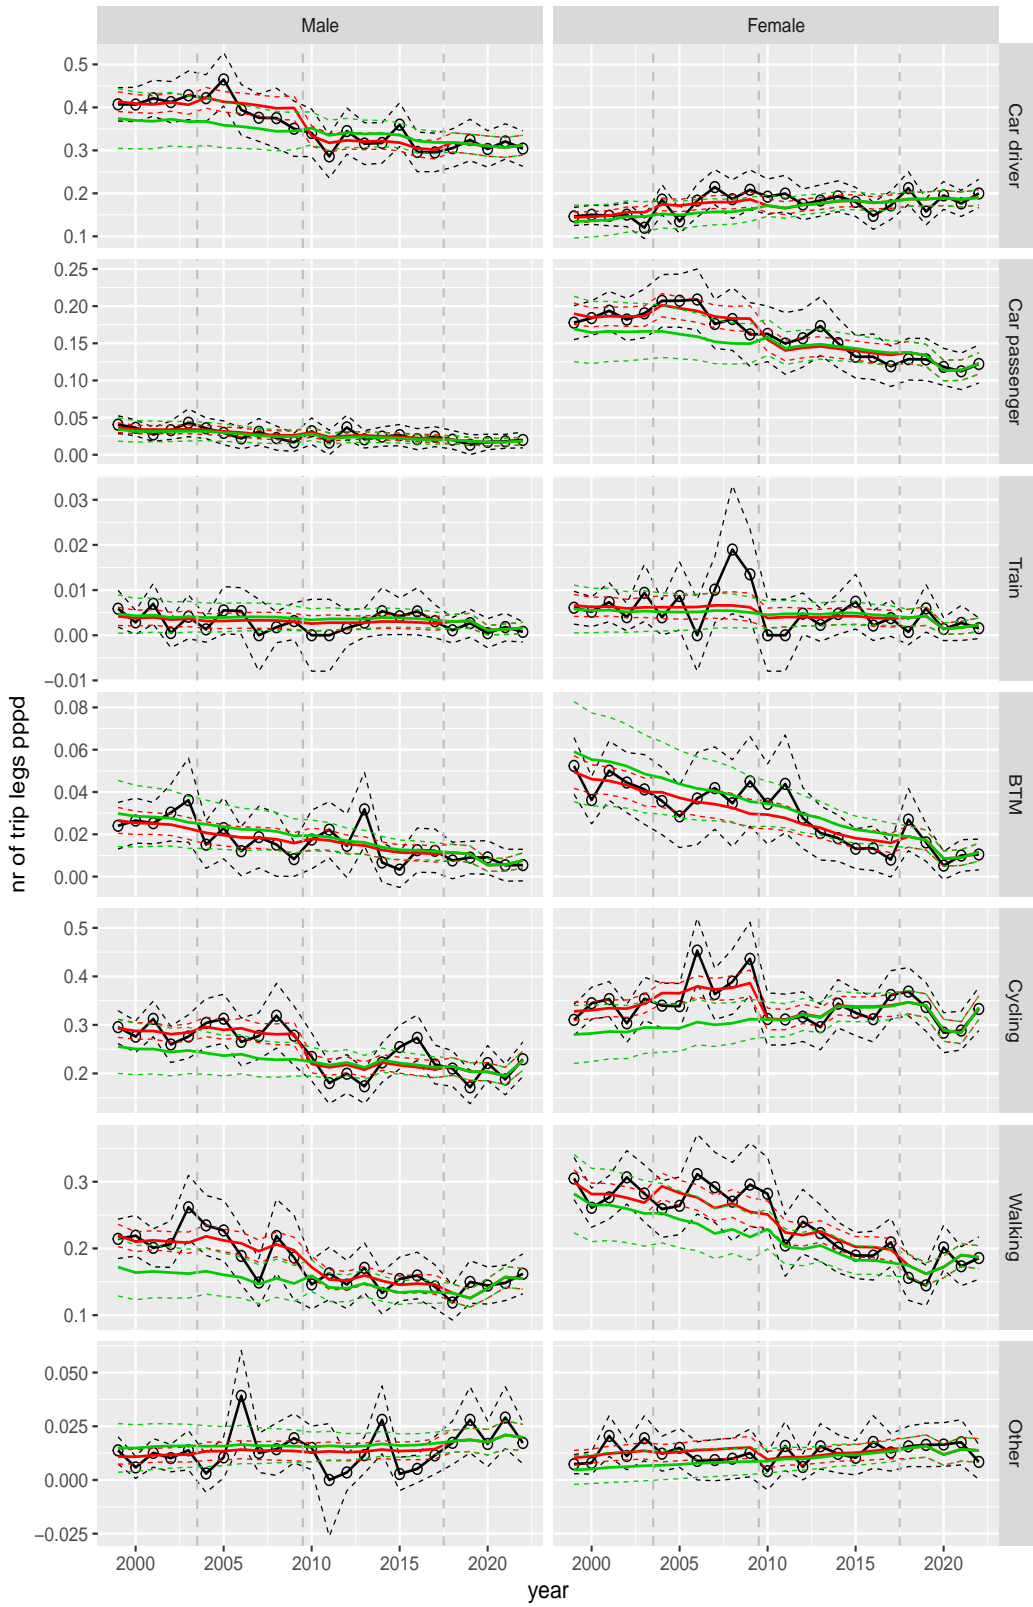 Male Female
0.5
0.4
0.3
0.2
0.1
Car driver
0.25
0.20
0.15
0.10
0.05
0.00
Car passenger
0.03
0.02
0.01
0.00
−0.01
Train
0.08
0.06
0.04
0.02
0.00
BTM
0.5
0.4
0.3
0.2
Cycling
0.3
0.2
0.1
Walking
0.050
0.025
0.000
−0.025
Other
nr of trip legs pppd
2000 2005 2010 2015 2020 2000 2005 2010 2015 2020
year